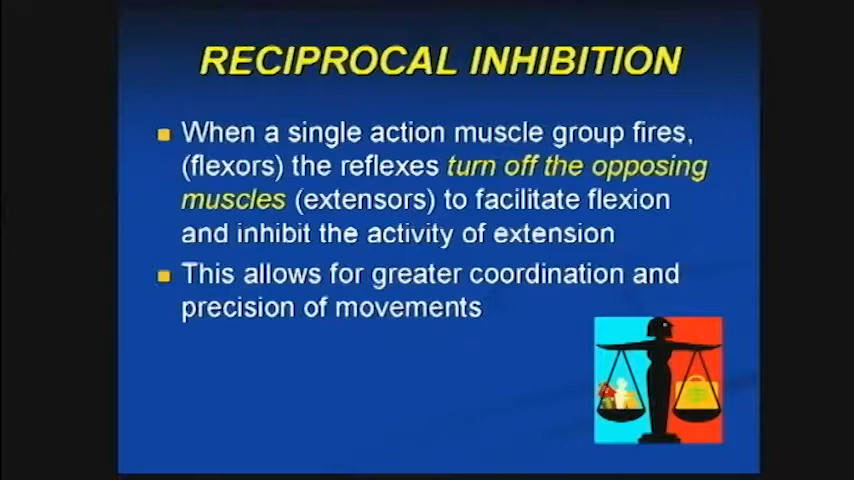 RECIPROCAL INHIBITION
When a single action muscle group fires,
(flexors) the reflexes turn off the opposing
muscles (extensors) to facilitate flexion
and inhibit the activity of extension
This allows for greater coordination and
precision of movements